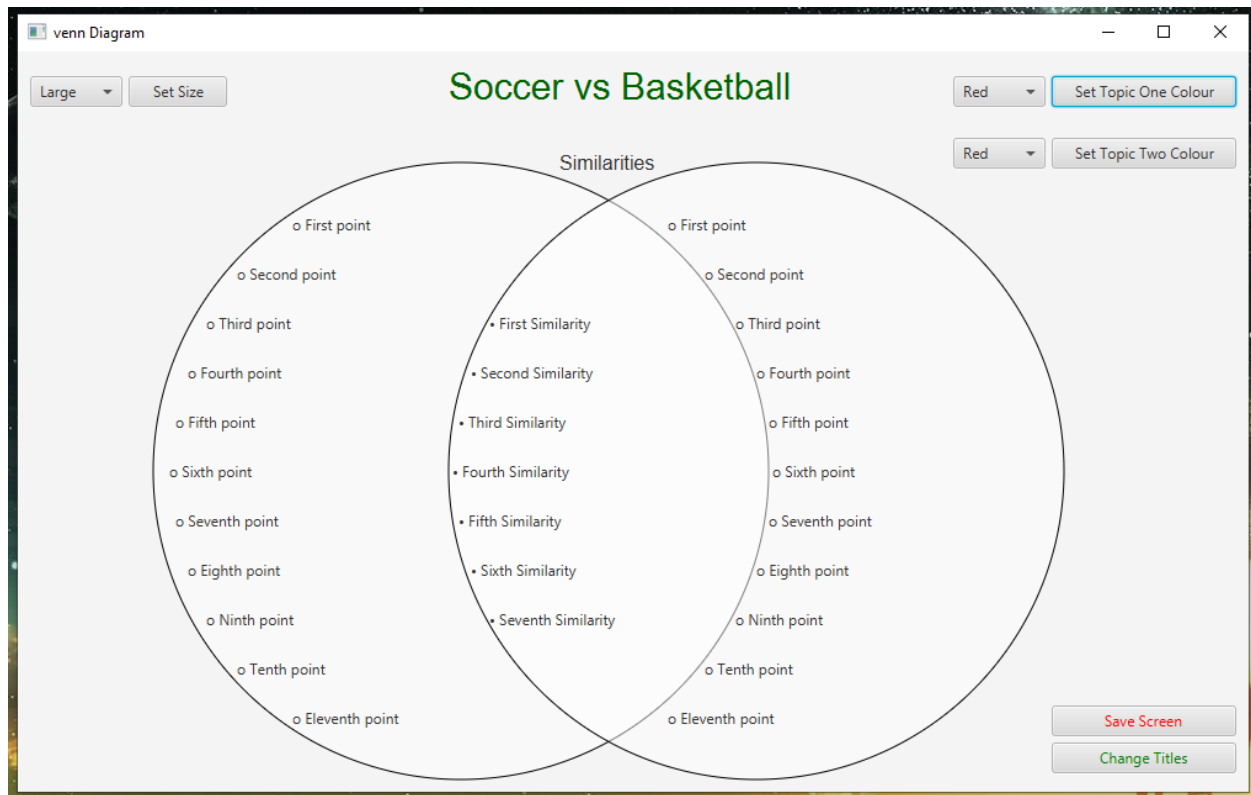 venn Diagram
Large Set Size Soccer vs Basketball Red Set Topic One Colour
Red Set Topic Two Colour
Similarities
o First point o First point
o Second point o Second point
o Third point • First Similarity o Third point
o Fourth point • Second Similarity o Fourth point
o Fifth point • Third Similarity o Fifth point
o Sixth point • Fourth Similarity o Sixth point
o Seventh point • Fifth Similarity o Seventh point
o Eighth point • Sixth Similarity o Eighth point
o Ninth point • Seventh Similarity o Ninth point
o Tenth point o Tenth point
o Eleventh point o Eleventh point
Save Screen
Change Titles